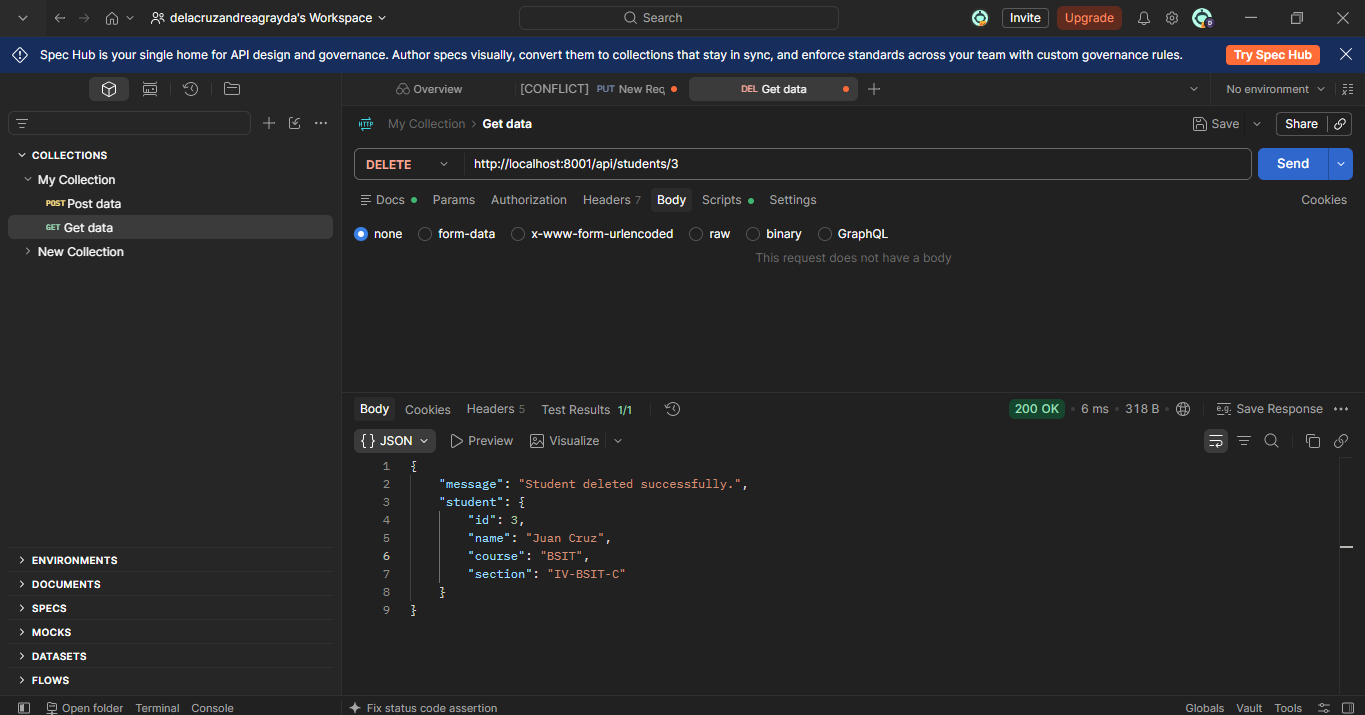 delacruzandreagrayda's Workspace
Search
Invite
Upgrade
Spec Hub is your single home for API design and governance. Author specs visually, convert them to collections that stay in sync, and enforce standards across your team with custom governance rules.
Try Spec Hub
Overview
[CONFLICT] PUT New Req
DEL Get data
No environment
HTTP My Collection > Get data
Save
Share
COLLECTIONS
My Collection
POST Post data
GET Get data
New Collection
DELETE
http://localhost:8001/api/students/3
Send
Docs
Params
Authorization
Headers 7
Body
Scripts
Settings
Cookies
none
form-data
x-www-form-urlencoded
raw
binary
GraphQL
This request does not have a body
Body
Cookies
Headers 5
Test Results 1/1
200 OK
6 ms
318 B
e.g. Save Response
{} JSON
Preview
Visualize
1 {
2 "message": "Student deleted successfully.",
3 "student": {
4 "id": 3,
5 "name": "Juan Cruz",
6 "course": "BSIT",
7 "section": "IV-BSIT-C"
8 }
9 }
ENVIRONMENTS
DOCUMENTS
SPECS
MOCKS
DATASETS
FLOWS
Open folder
Terminal
Console
Fix status code assertion
Globals
Vault
Tools